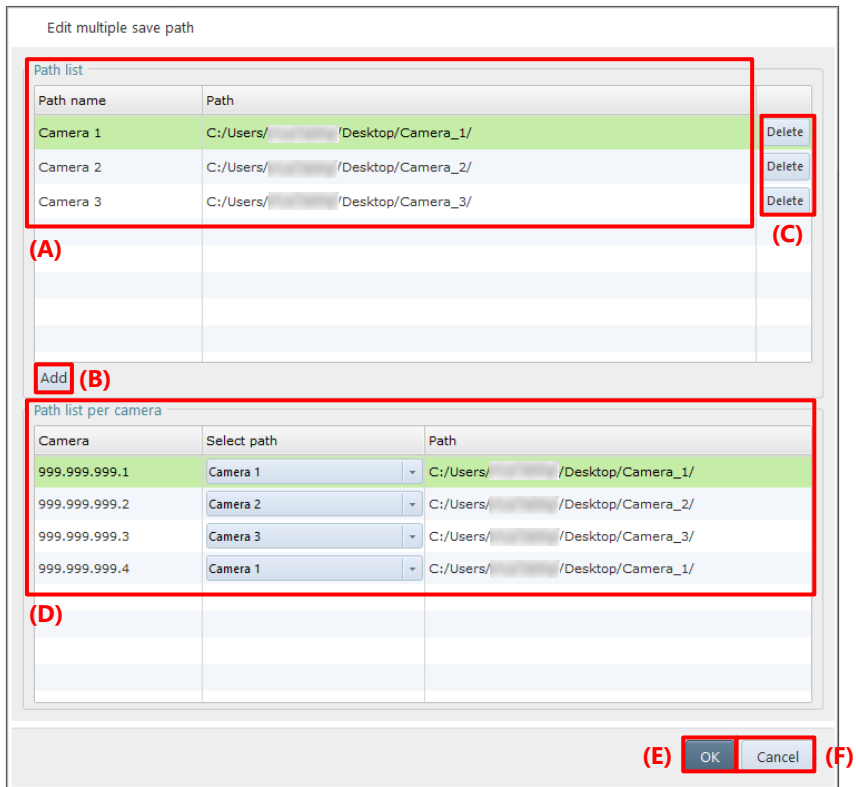 Edit multiple save path
Path list
Path name Path
Camera 1 C:/Users/ /Desktop/Camera_1/ Delete
Camera 2 C:/Users/ /Desktop/Camera_2/ Delete
Camera 3 C:/Users/ /Desktop/Camera_3/ Delete
(A) (C)
Add (B)
Path list per camera
Camera Select path Path
999.999.999.1 Camera 1 C:/Users/ /Desktop/Camera_1/
999.999.999.2 Camera 2 C:/Users/ /Desktop/Camera_2/
999.999.999.3 Camera 3 C:/Users/ /Desktop/Camera_3/
999.999.999.4 Camera 1 C:/Users/ /Desktop/Camera_1/
(D)
(E) OK Cancel (F)